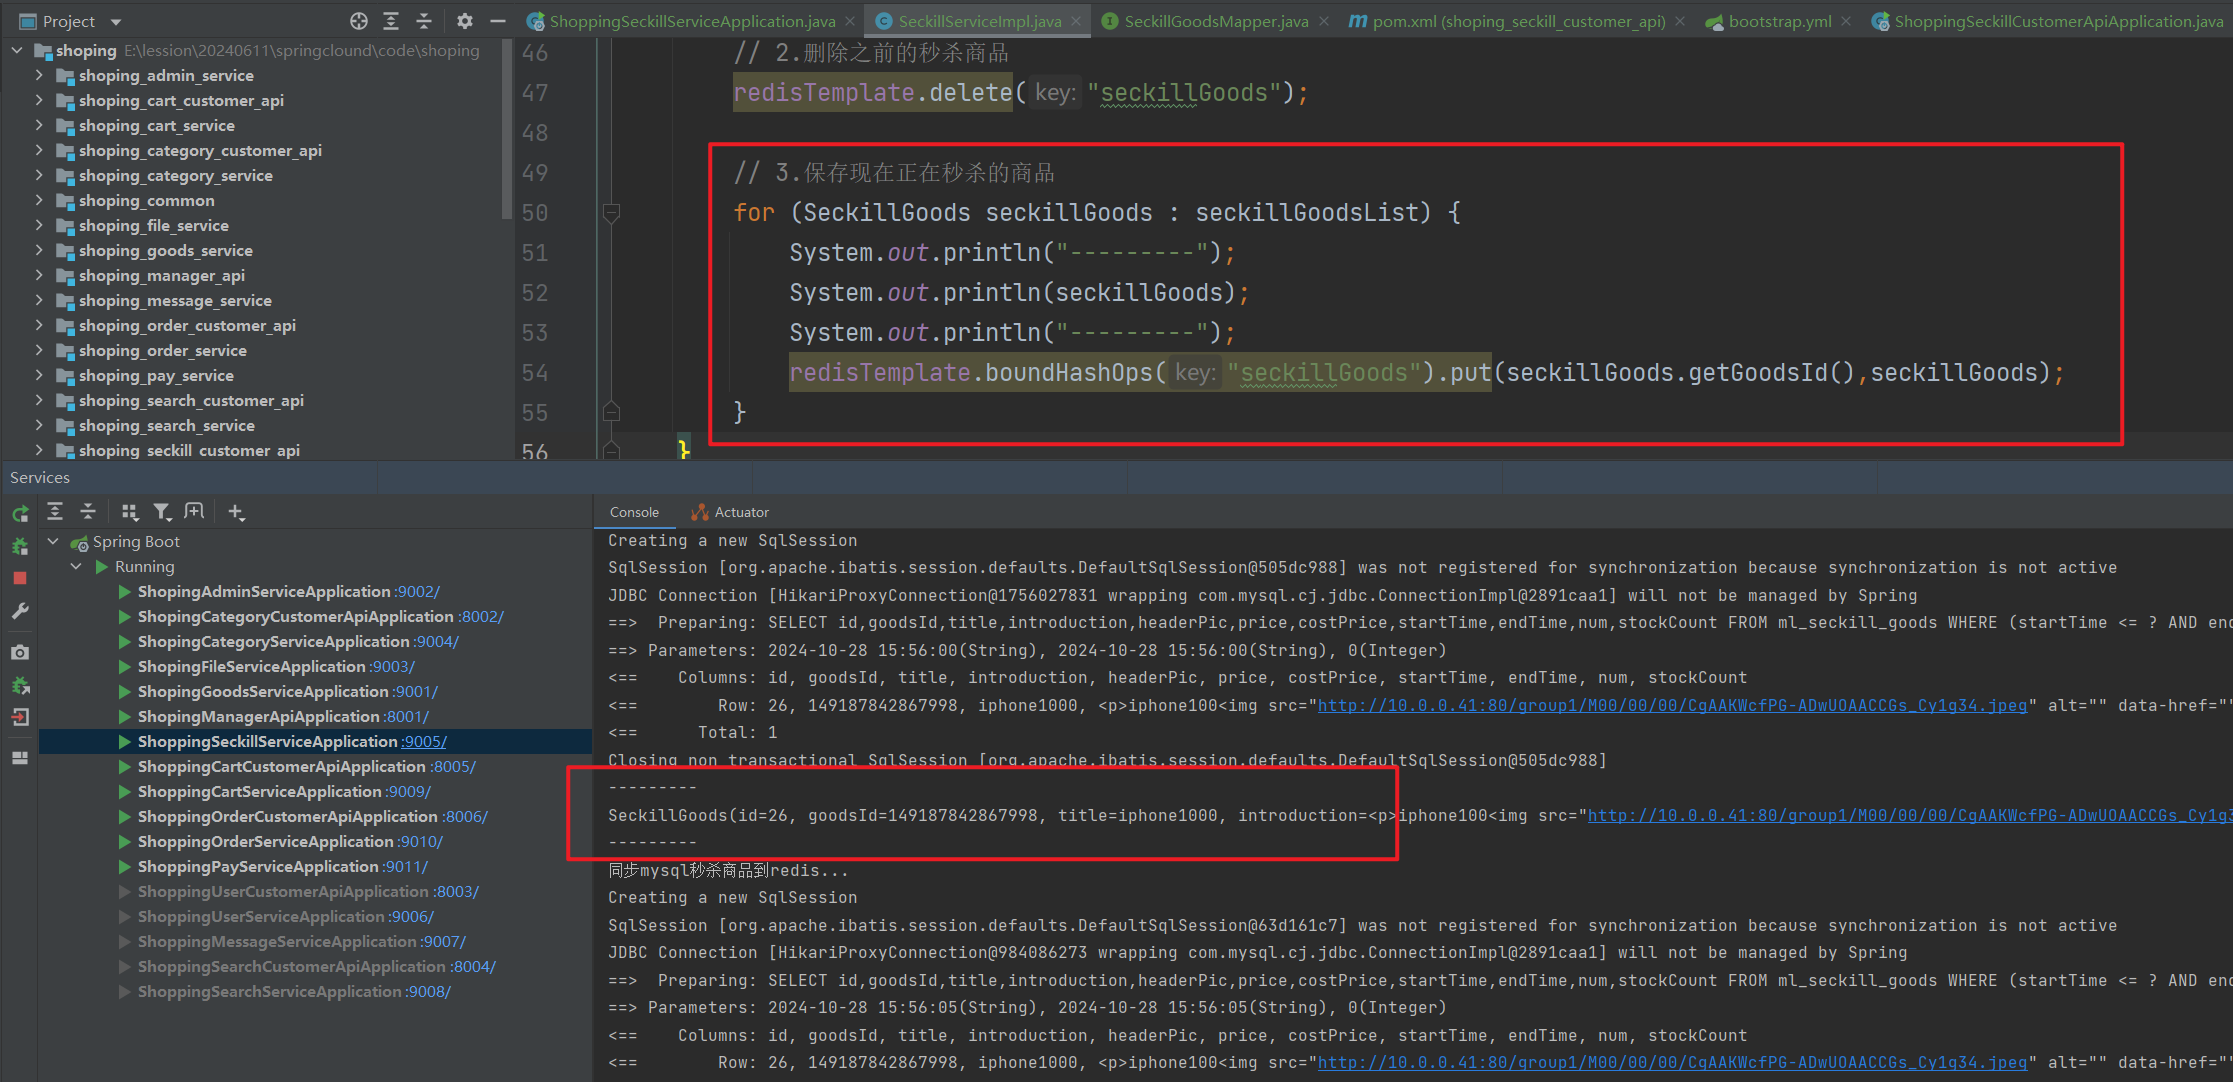 Project
ShoppingSeckillServiceApplication.java
SeckillServiceImpl.java
SeckillGoodsMapper.java
pom.xml (shoping_seckill_customer_api)
bootstrap.yml
ShoppingSeckillCustomerApiApplication.java
shoping E:\lession\20240611\springclound\code\shoping
shoping_admin_service
shoping_cart_customer_api
shoping_cart_service
shoping_category_customer_api
shoping_category_service
shoping_common
shoping_file_service
shoping_goods_service
shoping_manager_api
shoping_message_service
shoping_order_customer_api
shoping_order_service
shoping_pay_service
shoping_search_customer_api
shoping_search_service
shoping_seckill_customer_api
46 // 2.删除之前的秒杀商品
47 redisTemplate.delete( key: "seckillGoods");
48
49 // 3.保存现在正在秒杀的商品
50 for (SeckillGoods seckillGoods : seckillGoodsList) {
51 System.out.println("---------");
52 System.out.println(seckillGoods);
53 System.out.println("---------");
54 redisTemplate.boundHashOps( key: "seckillGoods").put(seckillGoods.getGoodsId(),seckillGoods);
55 }
56 }
Services
Spring Boot
Running
ShopingAdminServiceApplication :9002/
ShopingCategoryCustomerApiApplication :8002/
ShopingCategoryServiceApplication :9004/
ShopingFileServiceApplication :9003/
ShopingGoodsServiceApplication :9001/
ShopingManagerApiApplication :8001/
ShoppingSeckillServiceApplication :9005/
ShoppingCartCustomerApiApplication :8005/
ShoppingCartServiceApplication :9009/
ShoppingOrderCustomerApiApplication :8006/
ShoppingOrderServiceApplication :9010/
ShoppingPayServiceApplication :9011/
ShoppingUserCustomerApiApplication :8003/
ShoppingUserServiceApplication :9006/
ShoppingMessageServiceApplication :9007/
ShoppingSearchCustomerApiApplication :8004/
ShoppingSearchServiceApplication :9008/
Console Actuator
Creating a new SqlSession
SqlSession [org.apache.ibatis.session.defaults.DefaultSqlSession@505dc988] was not registered for synchronization because synchronization is not active
JDBC Connection [HikariProxyConnection@1756027831 wrapping com.mysql.cj.jdbc.ConnectionImpl@2891caa1] will not be managed by Spring
==>  Preparing: SELECT id,goodsId,title,introduction,headerPic,price,costPrice,startTime,endTime,num,stockCount FROM ml_seckill_goods WHERE (startTime <= ? AND end
==> Parameters: 2024-10-28 15:56:00(String), 2024-10-28 15:56:00(String), 0(Integer)
<==    Columns: id, goodsId, title, introduction, headerPic, price, costPrice, startTime, endTime, num, stockCount
<==        Row: 26, 149187842867998, iphone1000, <p>iphone100<img src="http://10.0.0.41:80/group1/M00/00/00/CgAAKWcfPG-ADwUOAACCGs_Cy1g34.jpeg" alt="" data-href=""
<==      Total: 1
Closing non transactional SqlSession [org.apache.ibatis.session.defaults.DefaultSqlSession@505dc988]
---------
SeckillGoods(id=26, goodsId=149187842867998, title=iphone1000, introduction=<p>iphone100<img src="http://10.0.0.41:80/group1/M00/00/00/CgAAKWcfPG-ADwUOAACCGs_Cy1g3
---------
同步mysql秒杀商品到redis...
Creating a new SqlSession
SqlSession [org.apache.ibatis.session.defaults.DefaultSqlSession@63d161c7] was not registered for synchronization because synchronization is not active
JDBC Connection [HikariProxyConnection@984086273 wrapping com.mysql.cj.jdbc.ConnectionImpl@2891caa1] will not be managed by Spring
==>  Preparing: SELECT id,goodsId,title,introduction,headerPic,price,costPrice,startTime,endTime,num,stockCount FROM ml_seckill_goods WHERE (startTime <= ? AND end
==> Parameters: 2024-10-28 15:56:05(String), 2024-10-28 15:56:05(String), 0(Integer)
<==    Columns: id, goodsId, title, introduction, headerPic, price, costPrice, startTime, endTime, num, stockCount
<==        Row: 26, 149187842867998, iphone1000, <p>iphone100<img src="http://10.0.0.41:80/group1/M00/00/00/CgAAKWcfPG-ADwUOAACCGs_Cy1g34.jpeg" alt="" data-href=""